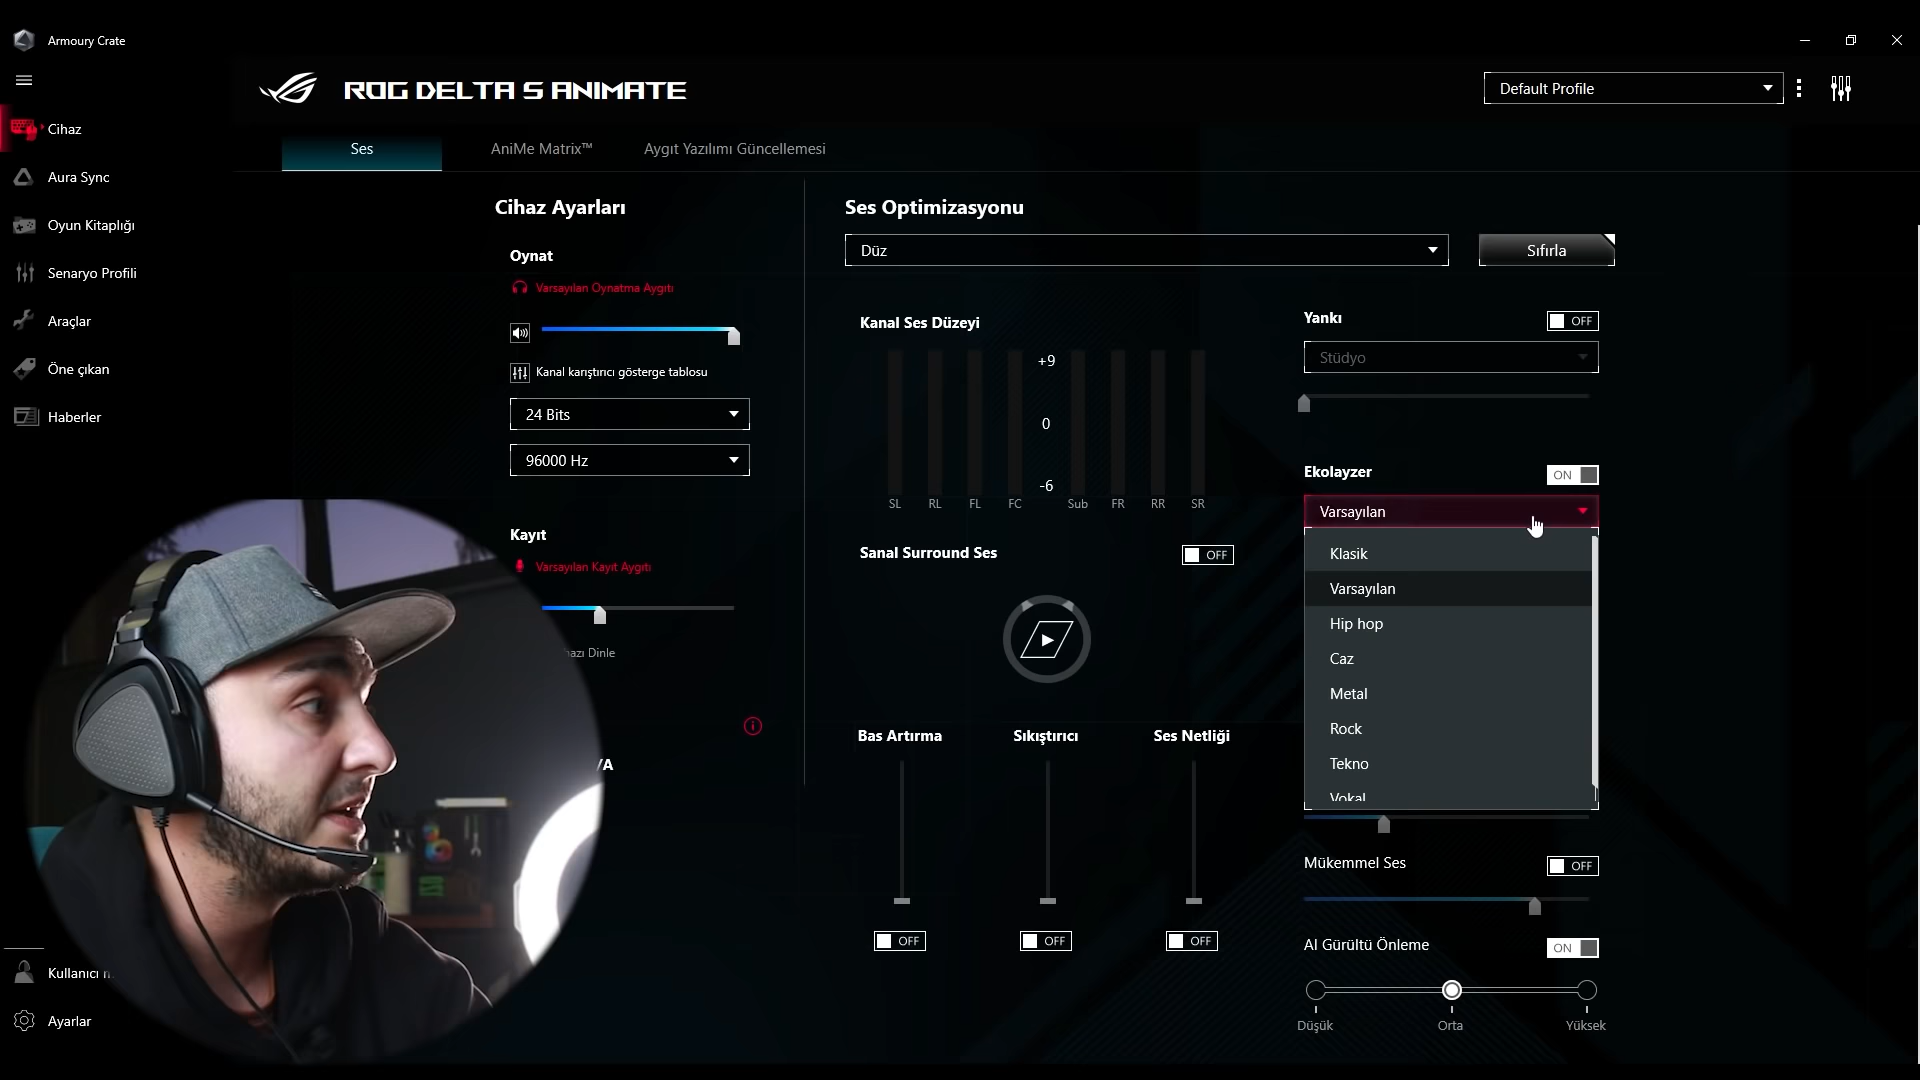 Armoury Crate
ROG DELTA S ANIMATE
Default Profile
Cihaz
Aura Sync
Oyun Kitaplığı
Senaryo Profili
Araçlar
Öne çıkan
Haberler
Kullanıcı
Ayarlar
Ses
AniMe Matrix™
Aygıt Yazılımı Güncellemesi
Cihaz Ayarları
Oynat
Varsayılan Oynatma Aygıtı
Kanal karıştırıcı gösterge tablosu
24 Bits
96000 Hz
Kayıt
Varsayılan Kayıt Aygıtı
Dinle
Ses Optimizasyonu
Düz
Sıfırla
Kanal Ses Düzeyi
+9
0
-6
SL RL FL FC Sub FR RR SR
Sanal Surround Ses
OFF
Bas Artırma
Sıkıştırıcı
Ses Netliği
OFF
OFF
OFF
Yankı
OFF
Stüdyo
Ekolayzer
ON
Varsayılan
Klasik
Varsayılan
Hip hop
Caz
Metal
Rock
Tekno
Vokal
Mükemmel Ses
OFF
AI Gürültü Önleme
ON
Düşük
Orta
Yüksek